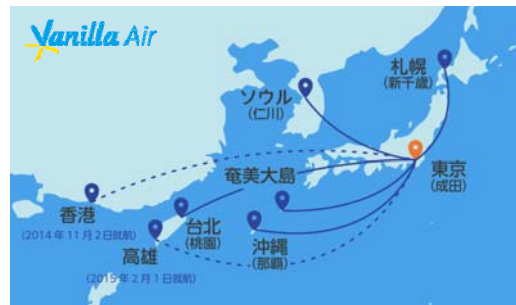 Vanilla Air
札幌
(新千歳)
ソウル
(仁川)
東京
(成田)
奄美大島
香港
(2014年11月2日就航)
台北
(桃園)
沖縄
(那覇)
高雄
(2015年2月1日就航)